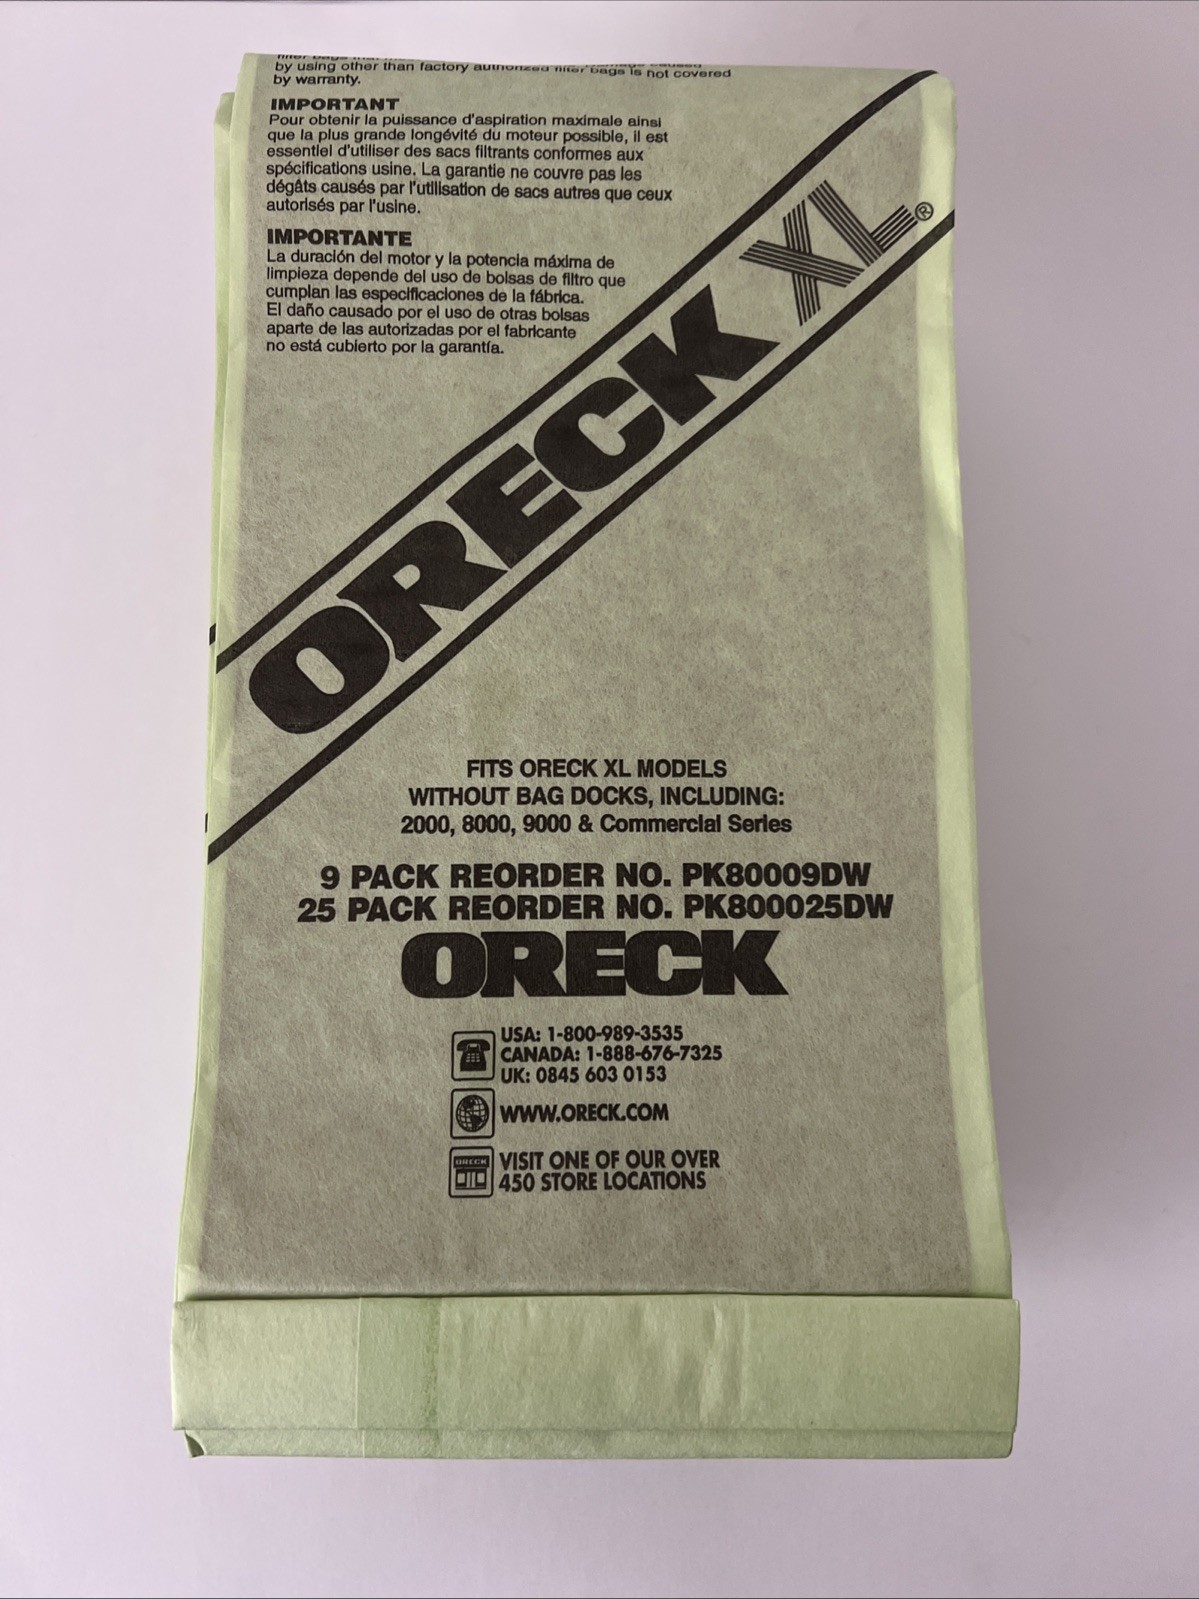 by using other than factory authorized filter bags is not covered
by warranty.
IMPORTANT
Pour obtenir la puissance d'aspiration maximale ainsi
que la plus grande longévité du moteur possible, il est
essentiel d'utiliser des sacs filtrants conformes aux
spécifications usine. La garantie ne couvre pas les
dégâts causés par l'utilisation de sacs autres que ceux
autorisés par l'usine.
IMPORTANTE
La duración del motor y la potencia máxima de
limpieza depende del uso de bolsas de filtro que
cumplan las especificaciones de la fábrica.
El daño causado por el uso de otras bolsas
aparte de las autorizadas por el fabricante
no está cubierto por la garantía.
ORECK XL®
FITS ORECK XL MODELS
WITHOUT BAG DOCKS, INCLUDING:
2000, 8000, 9000 & Commercial Series
9 PACK REORDER NO. PK80009DW
25 PACK REORDER NO. PK800025DW
ORECK
USA: 1-800-989-3535
CANADA: 1-888-676-7325
UK: 0845 603 0153
WWW.ORECK.COM
ORECK
VISIT ONE OF OUR OVER
450 STORE LOCATIONS